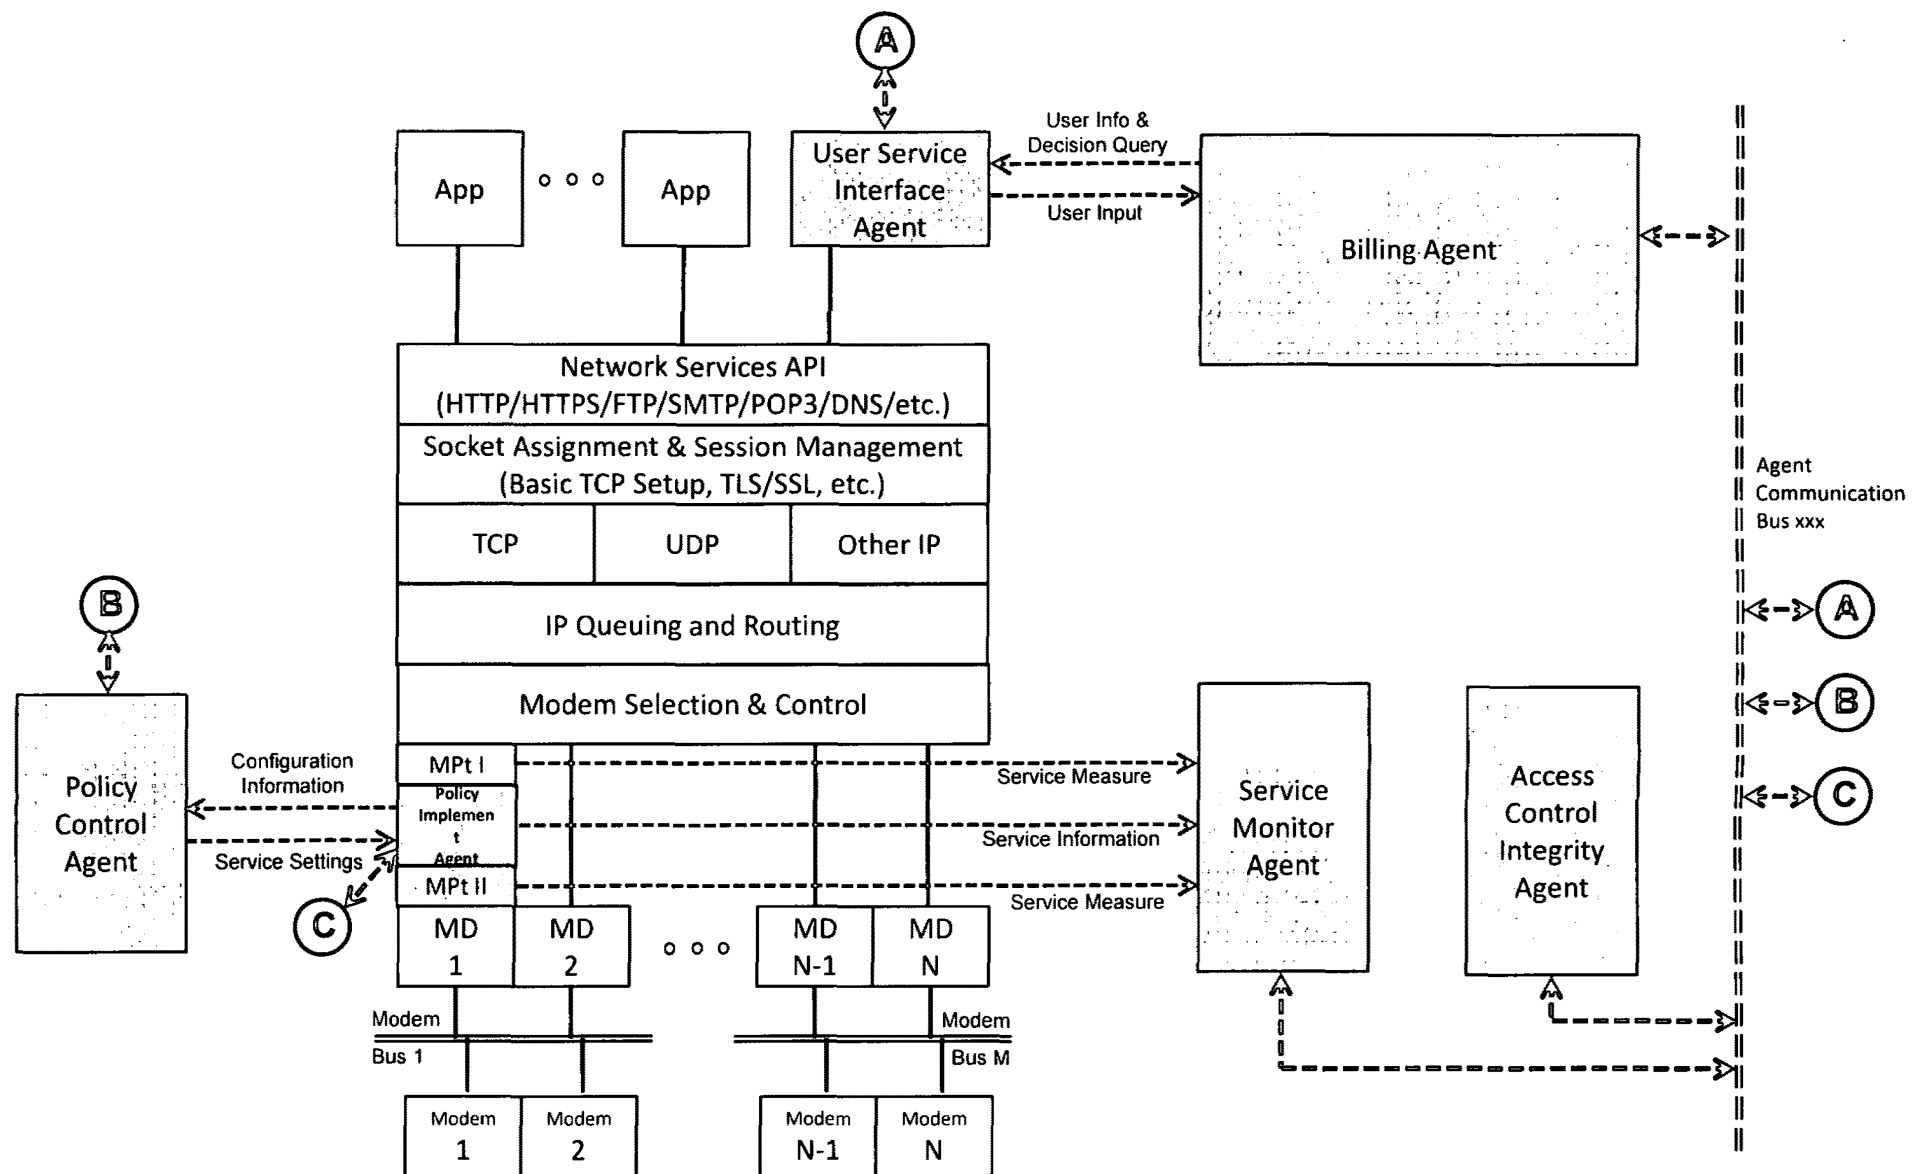 A
App
App
User Service
Interface
Agent
User Info &
Decision Query
User Input
Billing Agent
Network Services API
(HTTP/HTTPS/FTP/SMTP/POP3/DNS/etc.)
Socket Assignment & Session Management
(Basic TCP Setup, TLS/SSL, etc.)
TCP
UDP
Other IP
IP Queuing and Routing
Modem Selection & Control
Agent
Communication
Bus xxx
A
B
C
B
Policy
Control
Agent
Configuration
Information
Service Settings
C
MPt I
Policy
Implemen
t
Agent
MPt II
Service Measure
Service Information
Service Measure
Service
Monitor
Agent
Access
Control
Integrity
Agent
MD
1
MD
2
MD
N-1
MD
N
Modem
Bus 1
Modem
Bus M
Modem
1
Modem
2
Modem
N-1
Modem
N